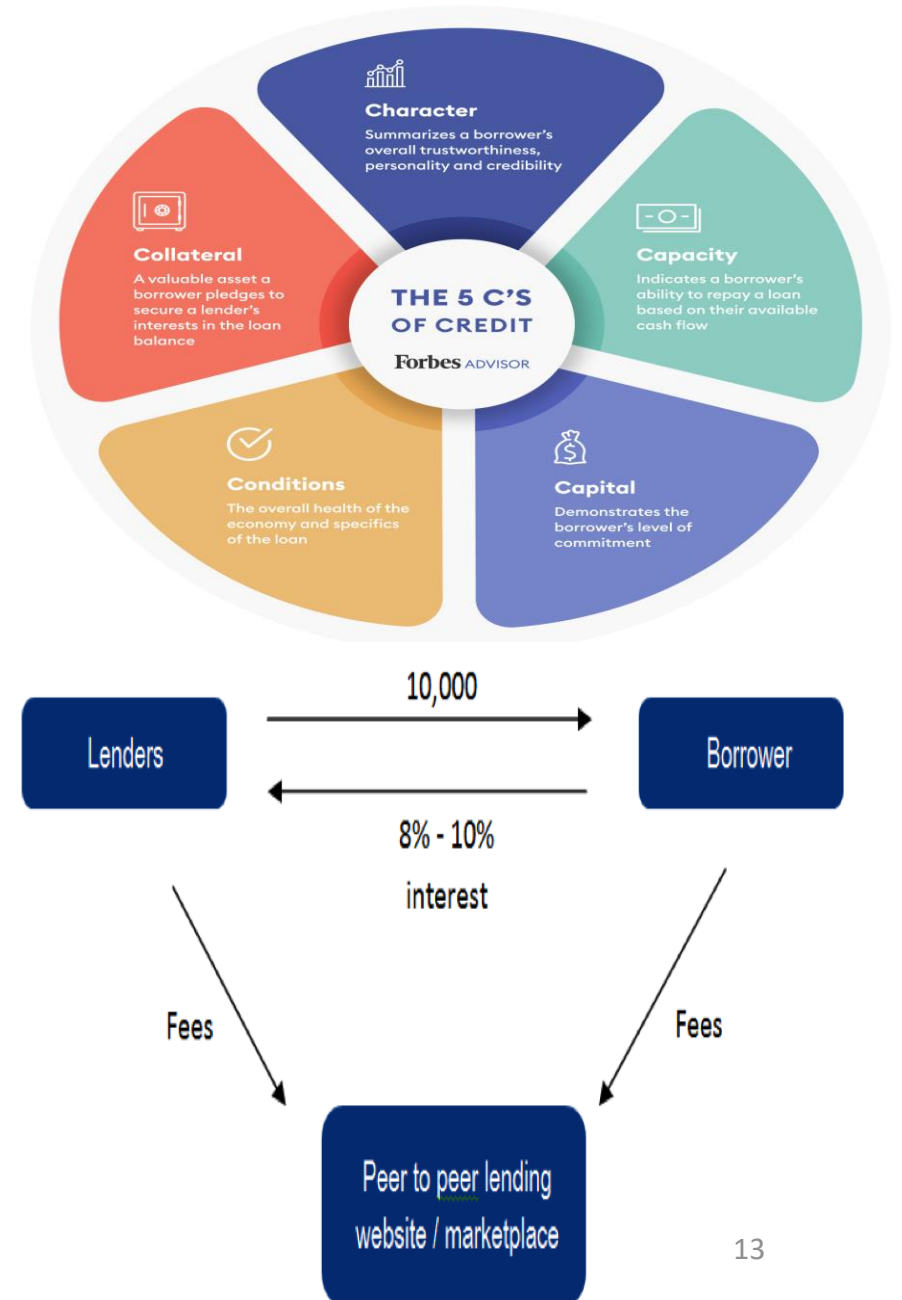 Character
Summarizes a borrower's
overall trustworthiness,
personality and credibility
Collateral
A valuable asset a
borrower pledges to
secure a lender's
interests in the loan
balance
Capacity
Indicates a borrower's
ability to repay a loan
based on their available
cash flow
THE 5 C'S
OF CREDIT
Forbes ADVISOR
Conditions
The overall health of the
economy and specifics
of the loan
Capital
Demonstrates the
borrower's level of
commitment
10,000
Lenders
Borrower
8% - 10%
interest
Fees
Fees
Peer to peer lending
website / marketplace
13